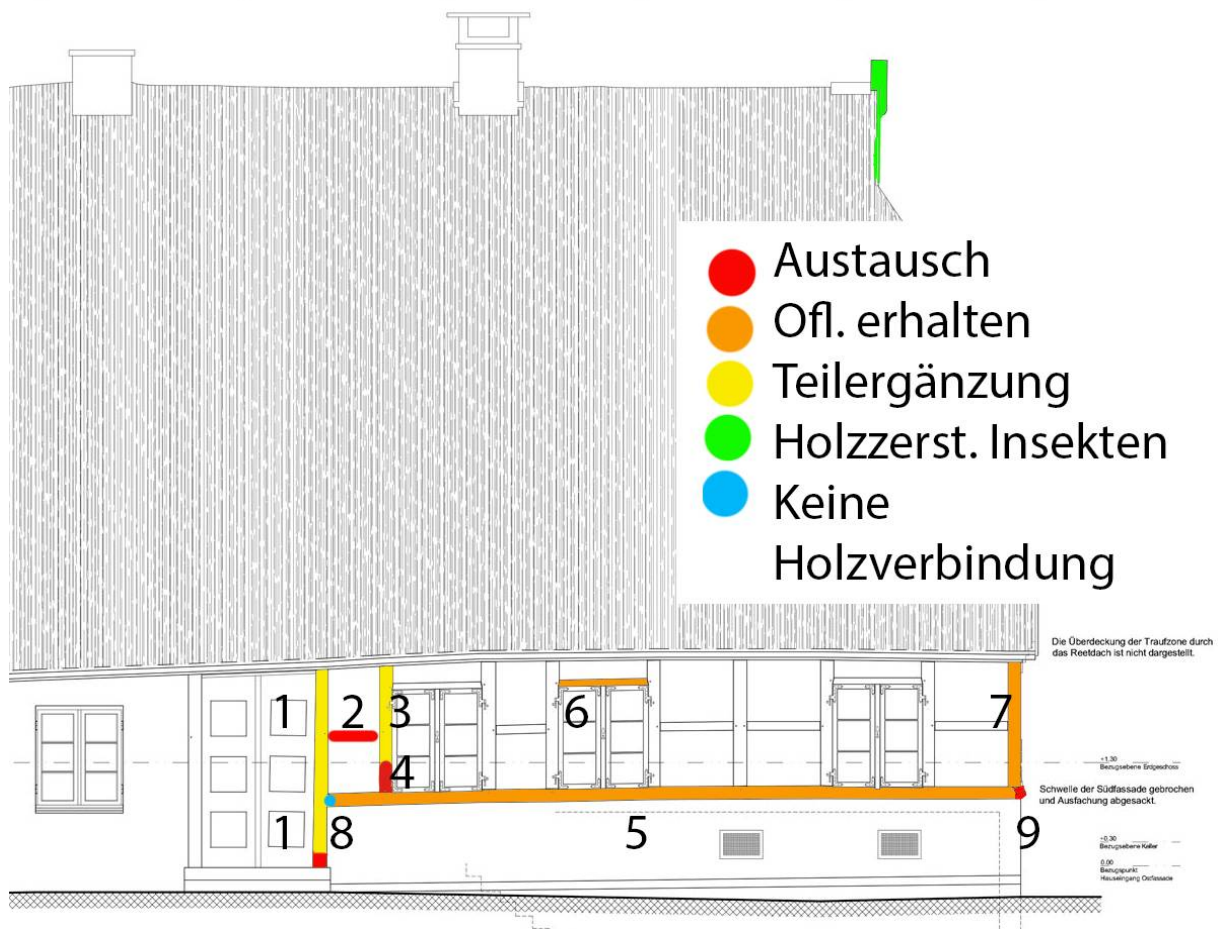 Austausch
Ofl. erhalten
Teilergänzung
Holzzerst. Insekten
Keine
Holzverbindung
Die Überdeckung der Traufzone durch
das Reetdach ist nicht dargestellt.
1 2 3 6 7
4
+1,30
Bezugsebene Erdgeschoss
Schwelle der Südfassade gebrochen
und Ausfachung abgesackt.
1 8 5 9
+0,30
Bezugsebene Keller
0,00
Bezugspunkt
Hauseingang Ostfassade